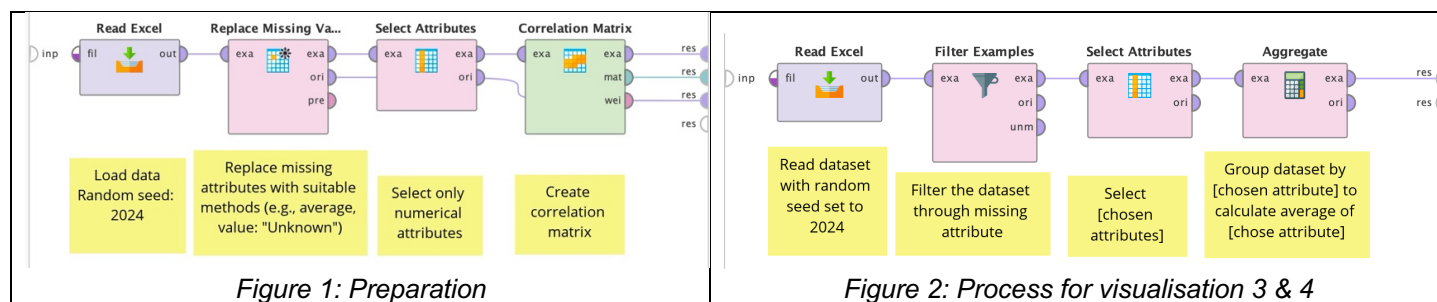 Read Excel
Replace Missing Va...
Select Attributes
Correlation Matrix
inp
fil
out
exa
exa
ori
pre
exa
exa
ori
exa
exa
mat
wei
res
res
res
res
Load data
Random seed:
2024
Replace missing
attributes with suitable
methods (e.g., average,
value: "Unknown")
Select only
numerical
attributes
Create
correlation
matrix
Figure 1: Preparation
Read Excel
Filter Examples
Select Attributes
Aggregate
inp
fil
out
exa
exa
ori
unm
exa
exa
ori
exa
exa
ori
res
res
Read dataset
with random
seed set to
2024
Filter the dataset
through missing
attribute
Select
[chosen
attributes]
Group dataset by
[chosen attribute] to
calculate average of
[chose attribute]
Figure 2: Process for visualisation 3 & 4